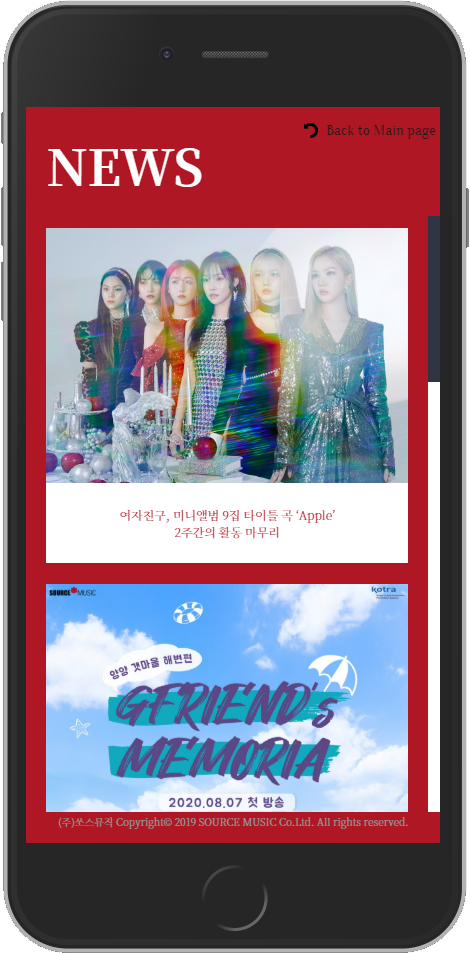 Back to Main page
NEWS
여자친구, 미니앨범 9집 타이틀 곡 ‘Apple’
2주간의 활동 마무리
SOURCE MUSIC
kotra
앙앙 갯마을 해변편
GFRIEND's
MEMORIA
2020.08.07 첫 방송
(주)쏘스뮤직 Copyright© 2019 SOURCE MUSIC Co.Ltd. All rights reserved.